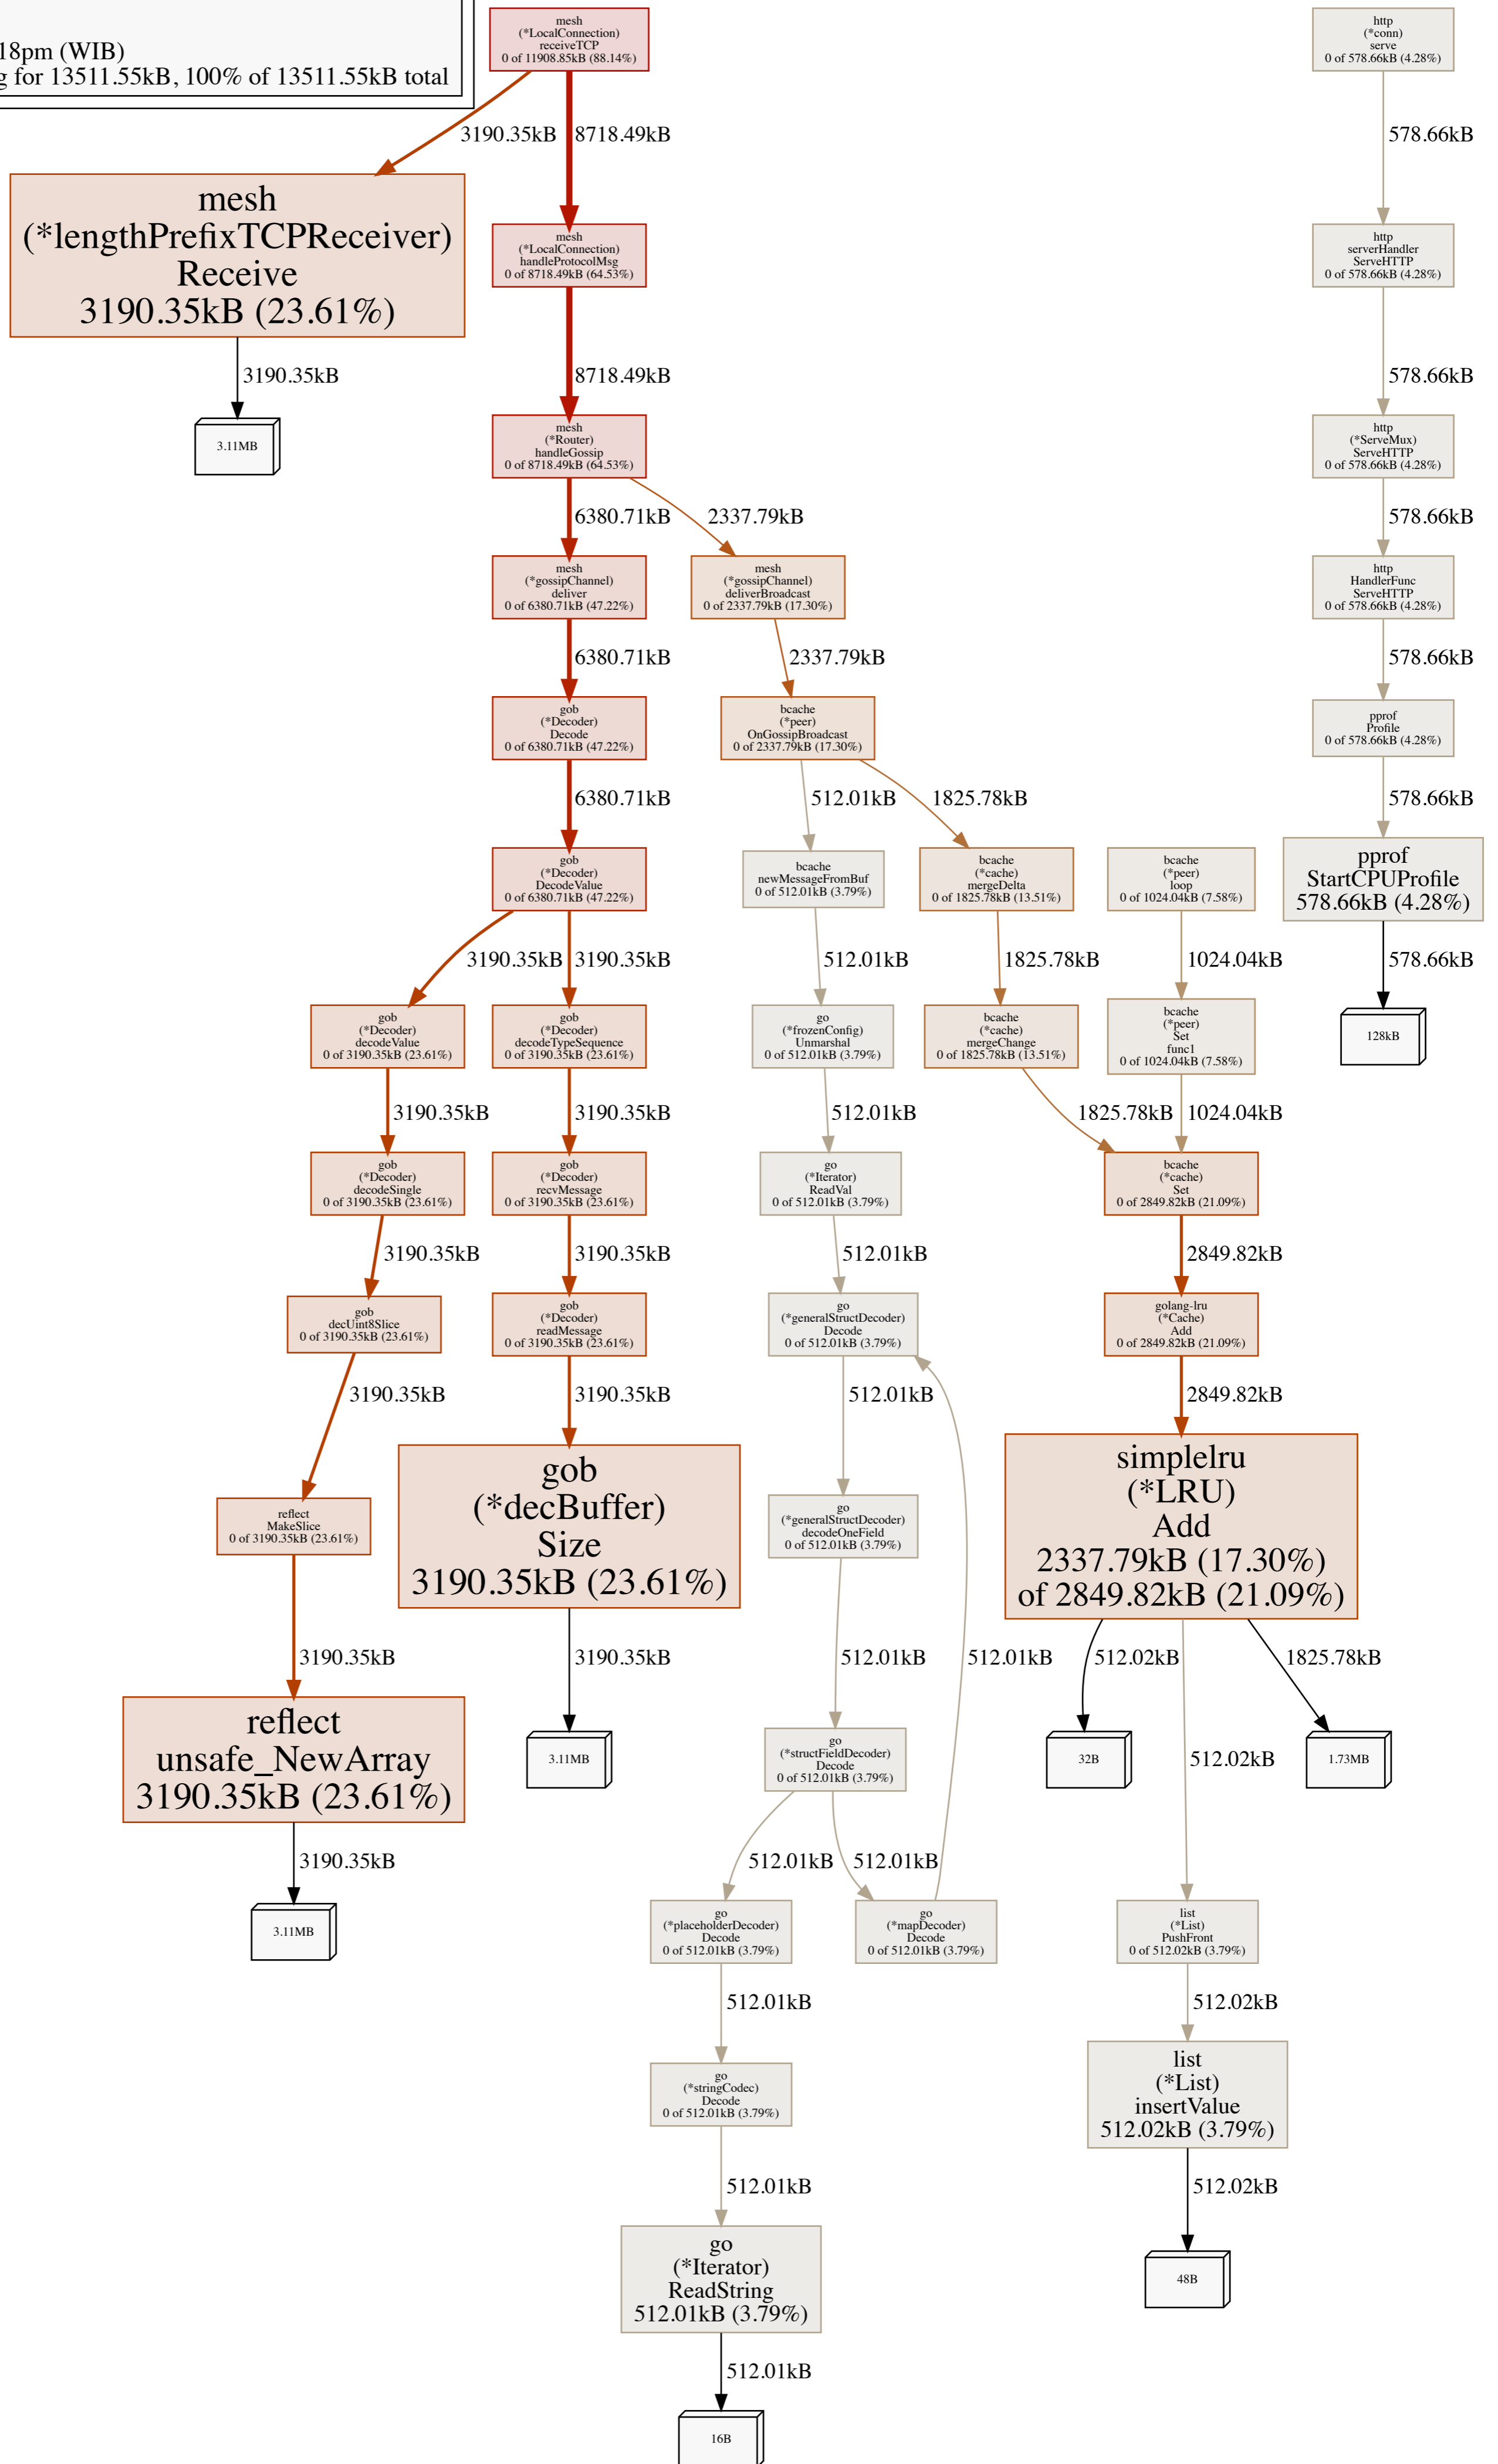 18pm (WIB)
g for 13511.55kB, 100% of 13511.55kB total
mesh
(*LocalConnection)
receiveTCP
0 of 11908.85kB (88.14%)
http
(*conn)
serve
0 of 578.66kB (4.28%)
3190.35kB
8718.49kB
578.66kB
mesh
(*lengthPrefixTCPReceiver)
Receive
3190.35kB (23.61%)
mesh
(*LocalConnection)
handleProtocolMsg
0 of 8718.49kB (64.53%)
http
serverHandler
ServeHTTP
0 of 578.66kB (4.28%)
3190.35kB
8718.49kB
578.66kB
3.11MB
mesh
(*Router)
handleGossip
0 of 8718.49kB (64.53%)
http
(*ServeMux)
ServeHTTP
0 of 578.66kB (4.28%)
6380.71kB
2337.79kB
578.66kB
mesh
(*gossipChannel)
deliver
0 of 6380.71kB (47.22%)
mesh
(*gossipChannel)
deliverBroadcast
0 of 2337.79kB (17.30%)
http
HandlerFunc
ServeHTTP
0 of 578.66kB (4.28%)
6380.71kB
2337.79kB
578.66kB
gob
(*Decoder)
Decode
0 of 6380.71kB (47.22%)
bcache
(*peer)
OnGossipBroadcast
0 of 2337.79kB (17.30%)
pprof
Profile
0 of 578.66kB (4.28%)
6380.71kB
512.01kB
1825.78kB
578.66kB
gob
(*Decoder)
DecodeValue
0 of 6380.71kB (47.22%)
bcache
newMessageFromBuf
0 of 512.01kB (3.79%)
bcache
(*cache)
mergeDelta
0 of 1825.78kB (13.51%)
bcache
(*peer)
loop
0 of 1024.04kB (7.58%)
pprof
StartCPUProfile
578.66kB (4.28%)
3190.35kB
3190.35kB
512.01kB
1825.78kB
1024.04kB
578.66kB
gob
(*Decoder)
decodeValue
0 of 3190.35kB (23.61%)
gob
(*Decoder)
decodeTypeSequence
0 of 3190.35kB (23.61%)
go
(*frozenConfig)
Unmarshal
0 of 512.01kB (3.79%)
bcache
(*cache)
mergeChange
0 of 1825.78kB (13.51%)
bcache
(*peer)
Set
func1
0 of 1024.04kB (7.58%)
128kB
3190.35kB
3190.35kB
512.01kB
1825.78kB
1024.04kB
gob
(*Decoder)
decodeSingle
0 of 3190.35kB (23.61%)
gob
(*Decoder)
recvMessage
0 of 3190.35kB (23.61%)
go
(*Iterator)
ReadVal
0 of 512.01kB (3.79%)
bcache
(*cache)
Set
0 of 2849.82kB (21.09%)
3190.35kB
3190.35kB
512.01kB
2849.82kB
gob
decUint8Slice
0 of 3190.35kB (23.61%)
gob
(*Decoder)
readMessage
0 of 3190.35kB (23.61%)
go
(*generalStructDecoder)
Decode
0 of 512.01kB (3.79%)
golang-lru
(*Cache)
Add
0 of 2849.82kB (21.09%)
3190.35kB
3190.35kB
512.01kB
2849.82kB
reflect
MakeSlice
0 of 3190.35kB (23.61%)
gob
(*decBuffer)
Size
3190.35kB (23.61%)
go
(*generalStructDecoder)
decodeOneField
0 of 512.01kB (3.79%)
simplelru
(*LRU)
Add
2337.79kB (17.30%)
of 2849.82kB (21.09%)
3190.35kB
3190.35kB
512.01kB
512.01kB
512.02kB
1825.78kB
reflect
unsafe_NewArray
3190.35kB (23.61%)
3.11MB
go
(*structFieldDecoder)
Decode
0 of 512.01kB (3.79%)
32B
512.02kB
1.73MB
3190.35kB
512.01kB
512.01kB
3.11MB
go
(*placeholderDecoder)
Decode
0 of 512.01kB (3.79%)
go
(*mapDecoder)
Decode
0 of 512.01kB (3.79%)
list
(*List)
PushFront
0 of 512.02kB (3.79%)
512.01kB
512.02kB
go
(*stringCodec)
Decode
0 of 512.01kB (3.79%)
list
(*List)
insertValue
512.02kB (3.79%)
512.01kB
512.02kB
go
(*Iterator)
ReadString
512.01kB (3.79%)
48B
512.01kB
16B